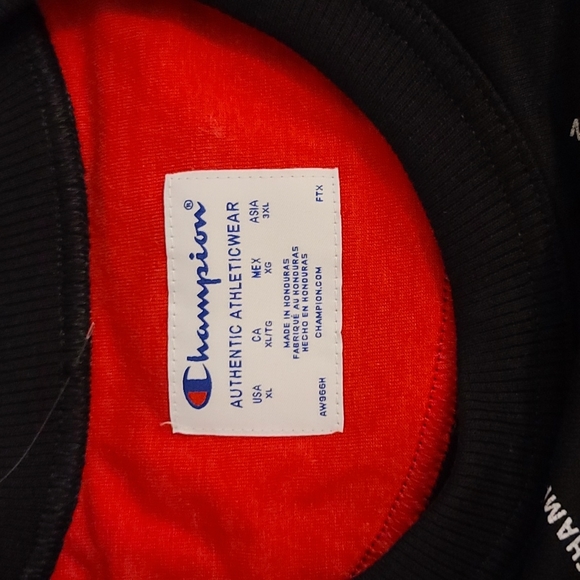 Champion®
AUTHENTIC ATHLETICWEAR
USA CA MEX ASIA
XL XL/TG XG 3XL
MADE IN HONDURAS
FABRIQUÉ AU HONDURAS
HECHO EN HONDURAS
CHAMPION.COM
AW966H FTX